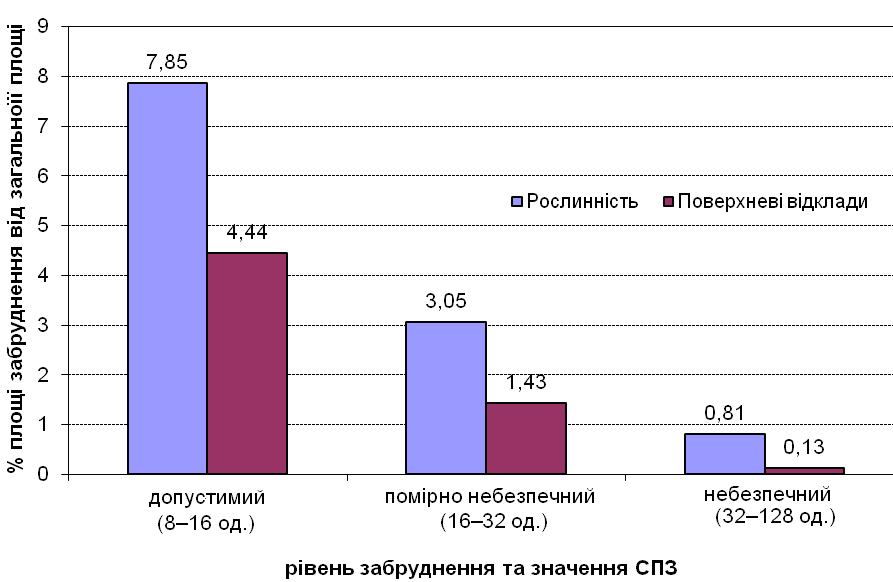 % площі забруднення від загальної площі
9
8
7
6
5
4
3
2
1
0
7,85
4,44
3,05
1,43
0,81
0,13
Рослинність
Поверхневі відклади
допустимий
(8–16 од.)
помірно небезпечний
(16–32 од.)
небезпечний
(32–128 од.)
рівень забруднення та значення СПЗ